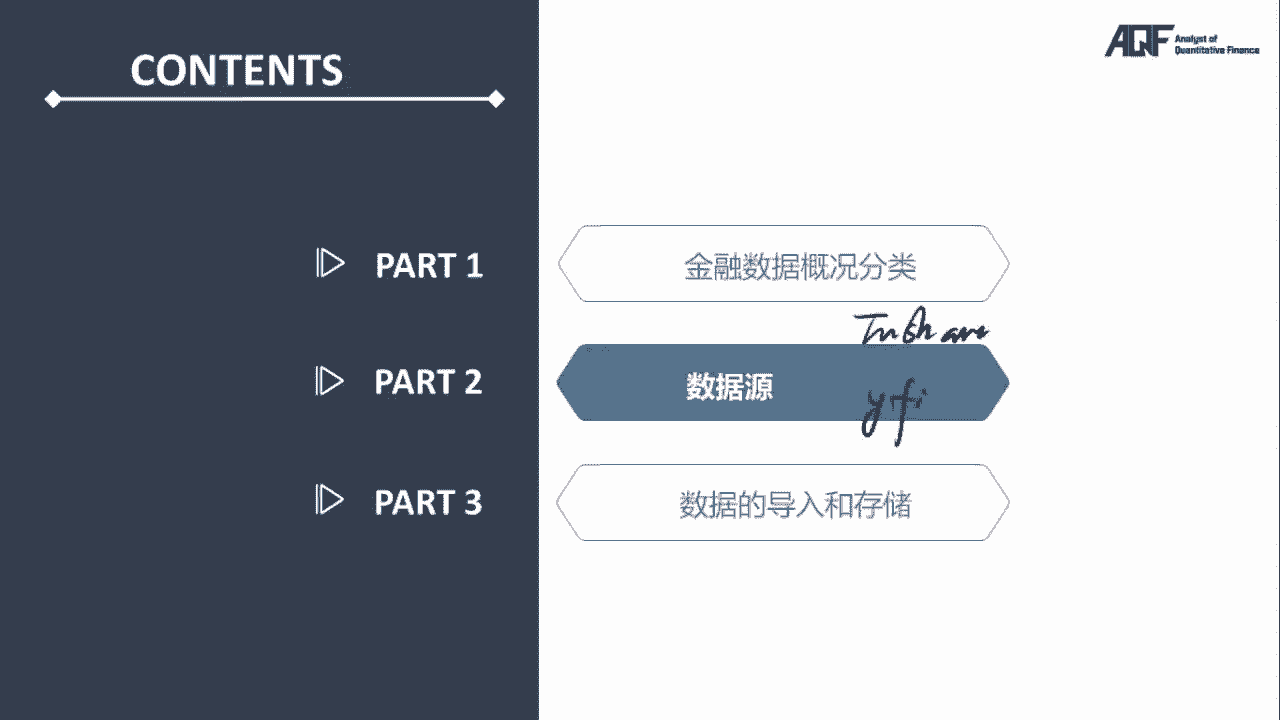 CONTENTS
AQF Analyst of
Quantitative Finance
PART 1 金融数据概况分类
TuShare
PART 2 数据源
yfi
PART 3 数据的导入和存储